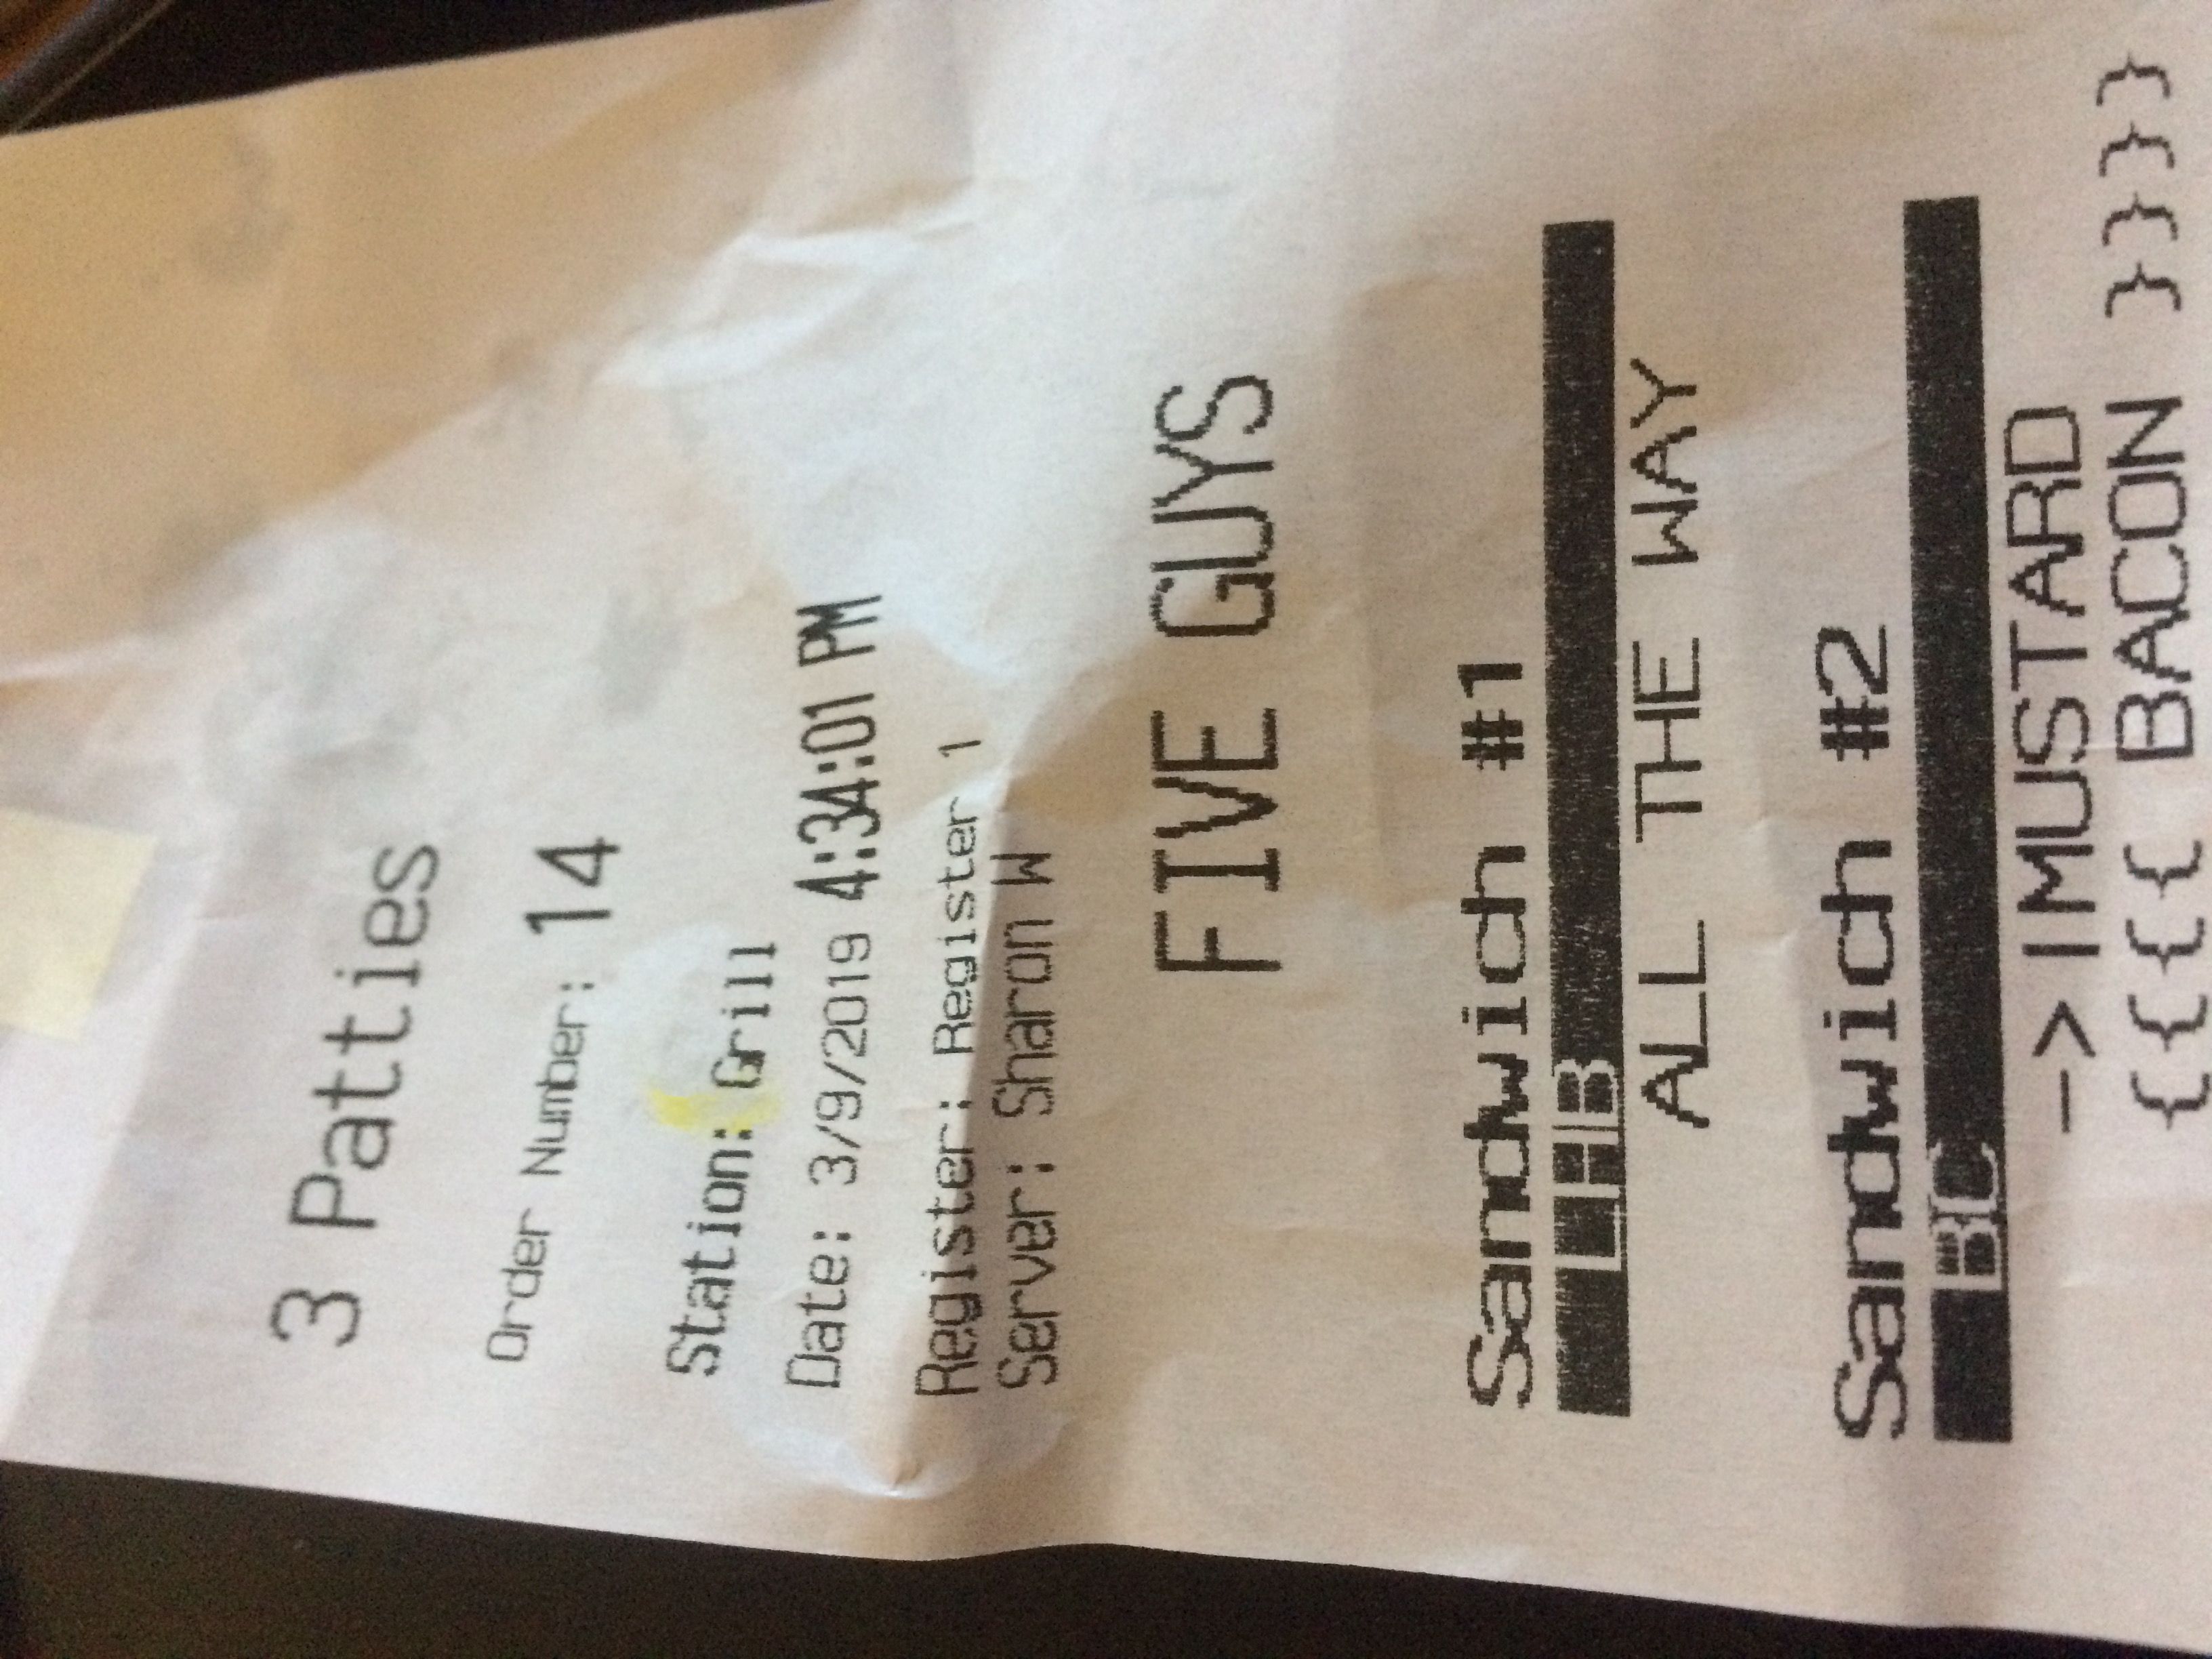 3 Patties
Order Number: 14
Station: Grill
Date: 3/9/2019 4:34:01 PM
Register: Register 1
Server: Sharon W
FIVE GUYS
Sandwich #1
LHB
ALL THE WAY
Sandwich #2
BC
->|MUSTARD
{{{{ BACON }}}}